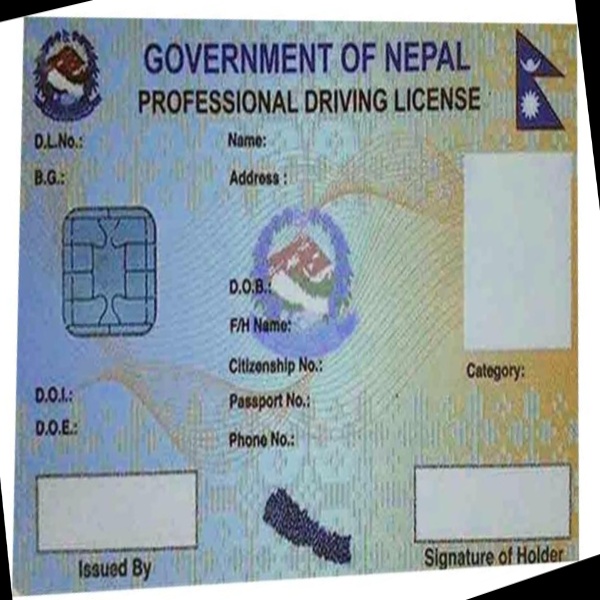 GOVERNMENT OF NEPAL
PROFESSIONAL DRIVING LICENSE
D.L.No.:
Name:
B.G.:
Address :
D.O.B.:
F/H Name:
Citizenship No.:
Category:
D.O.I.:
Passport No.:
D.O.E.:
Phone No.:
Issued By
Signature of Holder